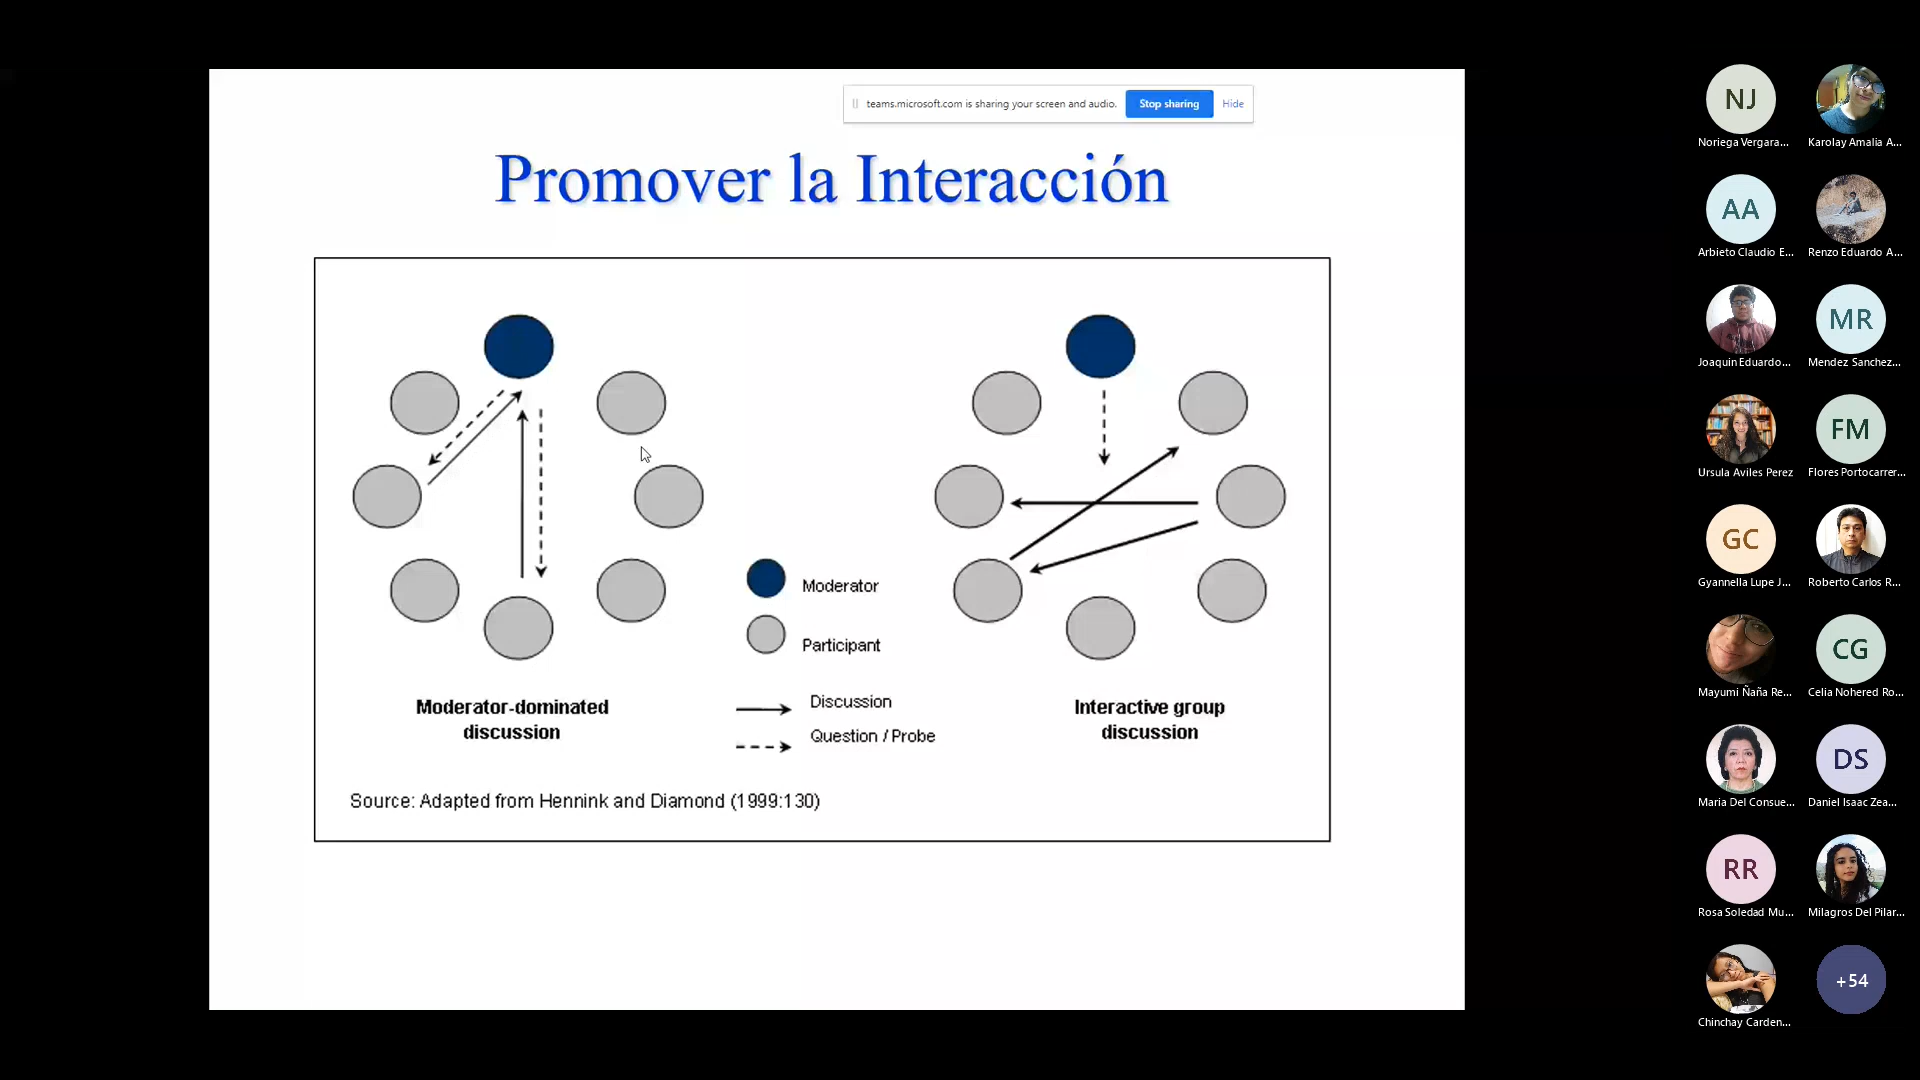 teams.microsoft.com is sharing your screen and audio. Stop sharing Hide
Promover la Interacción
Moderator
Participant
Discussion
Question / Probe
Moderator-dominated
discussion
Interactive group
discussion
Source: Adapted from Hennink and Diamond (1999:130)
NJ
Noriega Vergara...
Karolay Amalia A...
AA
Arbieto Claudio E...
Renzo Eduardo A...
Joaquin Eduardo...
MR
Mendez Sanchez...
Ursula Aviles Perez
FM
Flores Portocarrer...
GC
Gyannella Lupe J...
Roberto Carlos R...
Mayumi Ñaña Re...
CG
Celia Nohered Ro...
Maria Del Consue...
DS
Daniel Isaac Zea...
RR
Rosa Soledad Mu...
Milagros Del Pilar...
Chinchay Carden...
+54